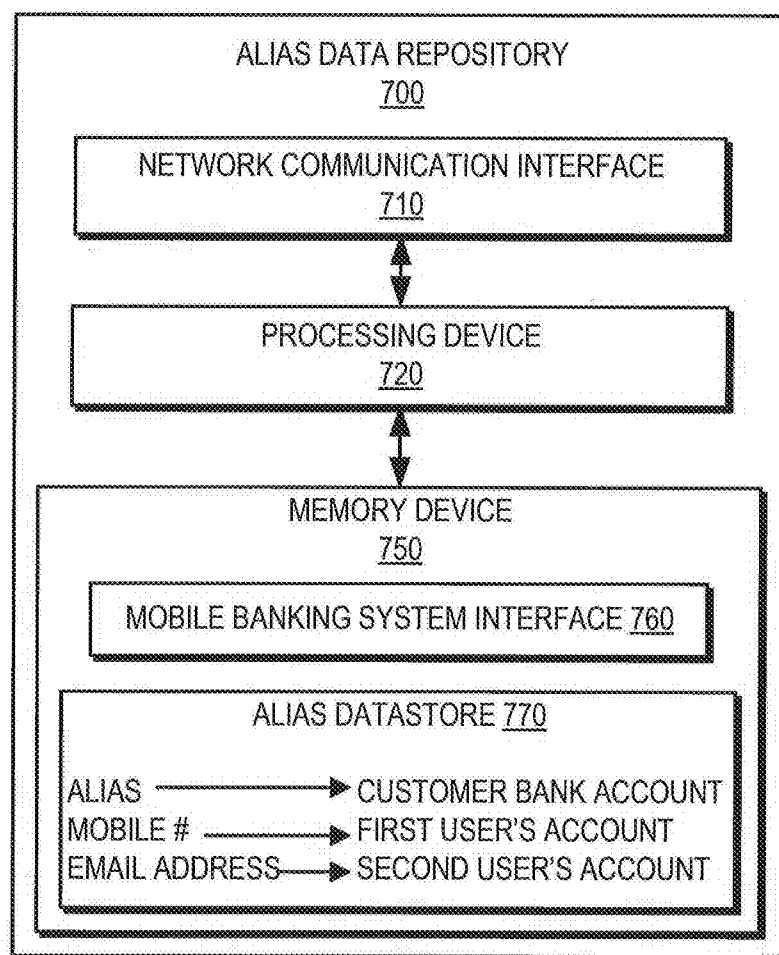 ALIAS DATA REPOSITORY
700
NETWORK COMMUNICATION INTERFACE
710
PROCESSING DEVICE
720
MEMORY DEVICE
750
MOBILE BANKING SYSTEM INTERFACE 760
ALIAS DATASTORE 770
ALIAS CUSTOMER BANK ACCOUNT
MOBILE # FIRST USER'S ACCOUNT
EMAIL ADDRESS SECOND USER'S ACCOUNT